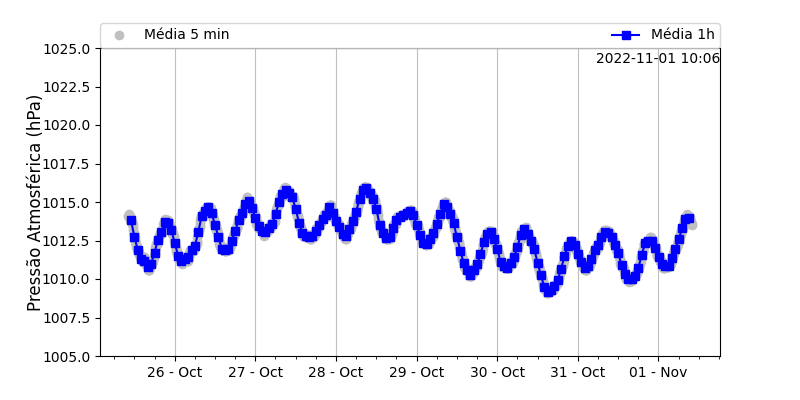 Média 5 min
Média 1h
2022-11-01 10:06
Pressão Atmosférica (hPa)
1025.0
1022.5
1020.0
1017.5
1015.0
1012.5
1010.0
1007.5
1005.0
26 - Oct
27 - Oct
28 - Oct
29 - Oct
30 - Oct
31 - Oct
01 - Nov